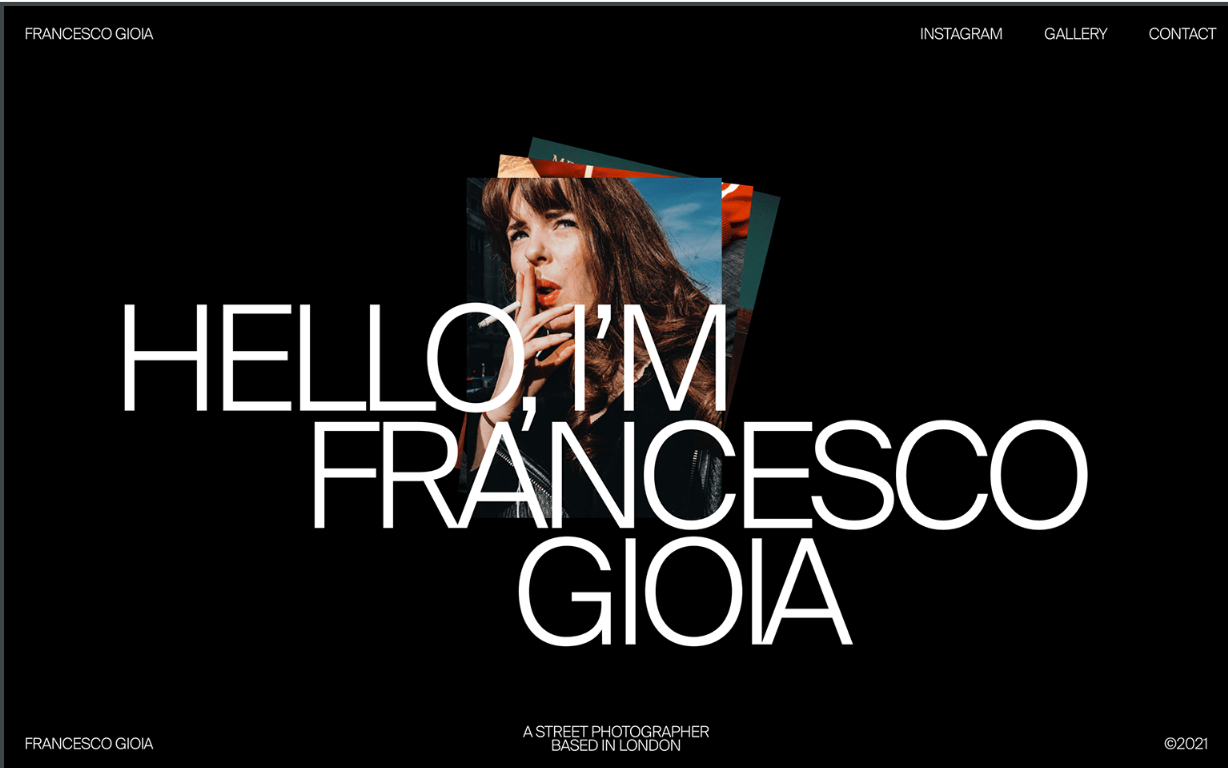 FRANCESCO GIOIA
INSTAGRAM
GALLERY
CONTACT
HELLO, I'M
FRANCESCO
GIOIA
FRANCESCO GIOIA
A STREET PHOTOGRAPHER
BASED IN LONDON
©2021